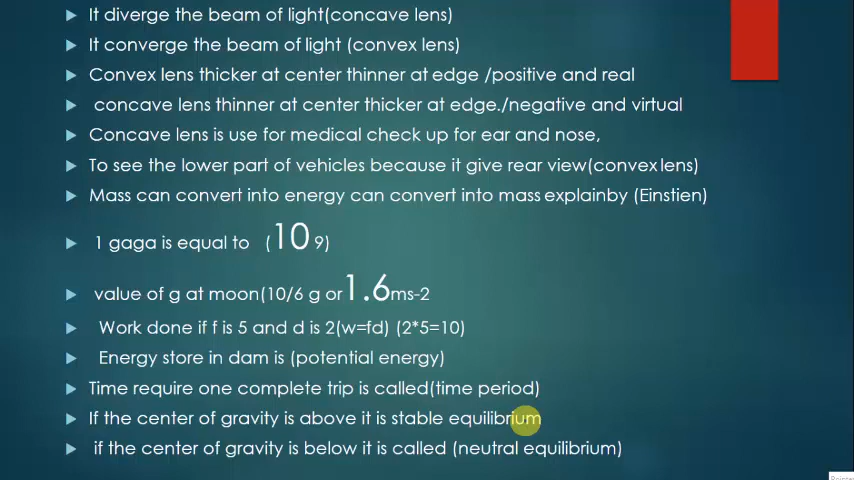 It diverge the beam of light(concave lens)
It converge the beam of light (convex lens)
Convex lens thicker at center thinner at edge /positive and real
concave lens thinner at center thicker at edge./negative and virtual
Concave lens is use for medical check up for ear and nose,
To see the lower part of vehicles because it give rear view(convex lens)
Mass can convert into energy can convert into mass explainby (Einstien)
1 gaga is equal to (10 9)
value of g at moon(10/6 g or 1.6ms-2
Work done if f is 5 and d is 2(w=fd) (2*5=10)
Energy store in dam is (potential energy)
Time require one complete trip is called(time period)
If the center of gravity is above it is stable equilibrium
if the center of gravity is below it is called (neutral equilibrium)